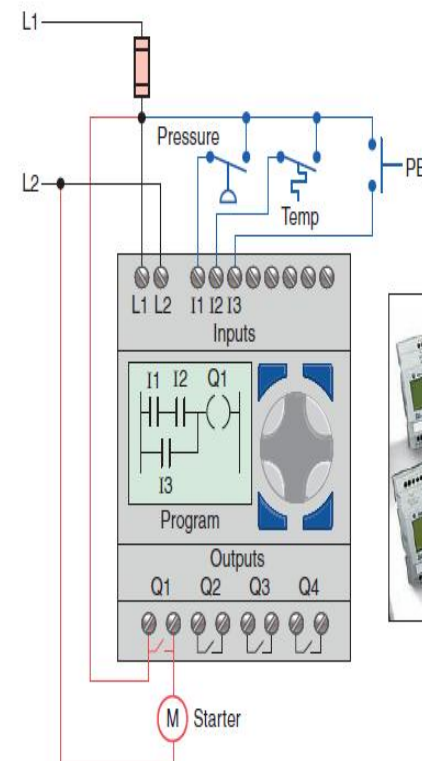 L1
Pressure
PB
L2
Temp
L1 L2 I1 I2 I3
Inputs
I1 I2 Q1
I3
Program
Outputs
Q1 Q2 Q3 Q4
M Starter